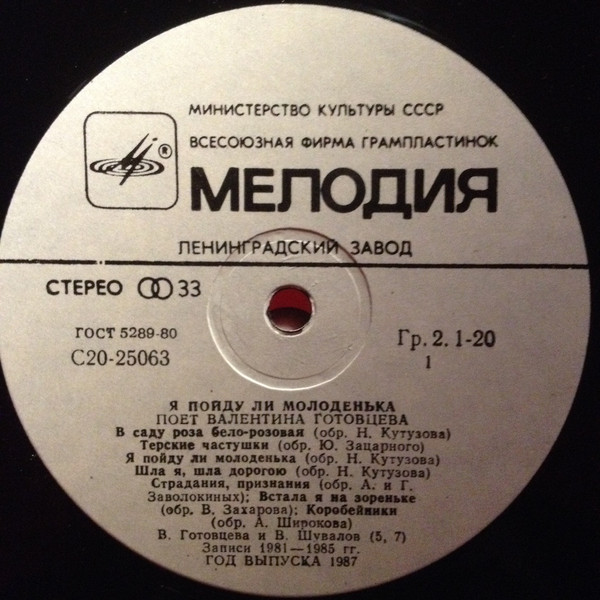 МИНИСТЕРСТВО КУЛЬТУРЫ СССР
ВСЕСОЮЗНАЯ ФИРМА ГРАМПЛАСТИНОК
®
МЕЛОДИЯ
ЛЕНИНГРАДСКИЙ ЗАВОД
СТЕРЕО 33
ГОСТ 5289-80
С20-25063
Гр. 2. 1-20
1
Я ПОЙДУ ЛИ МОЛОДЕНЬКА
ПОЕТ ВАЛЕНТИНА ГОТОВЦЕВА
В саду роза бело-розовая (обр. Н. Кутузова)
Терские частушки (обр. Ю. Зацарного)
Я пойду ли молоденька (обр. Н. Кутузова)
Шла я, шла дорогою (обр. Н. Кутузова)
Страдания, признания (обр. А. и Г.
Заволокиных); Встала я на зореньке
(обр. В. Захарова); Коробейники
(обр. А. Широкова)
В. Готовцева и В. Шувалов (5, 7)
Записи 1981—1985 гг.
ГОД ВЫПУСКА 1987